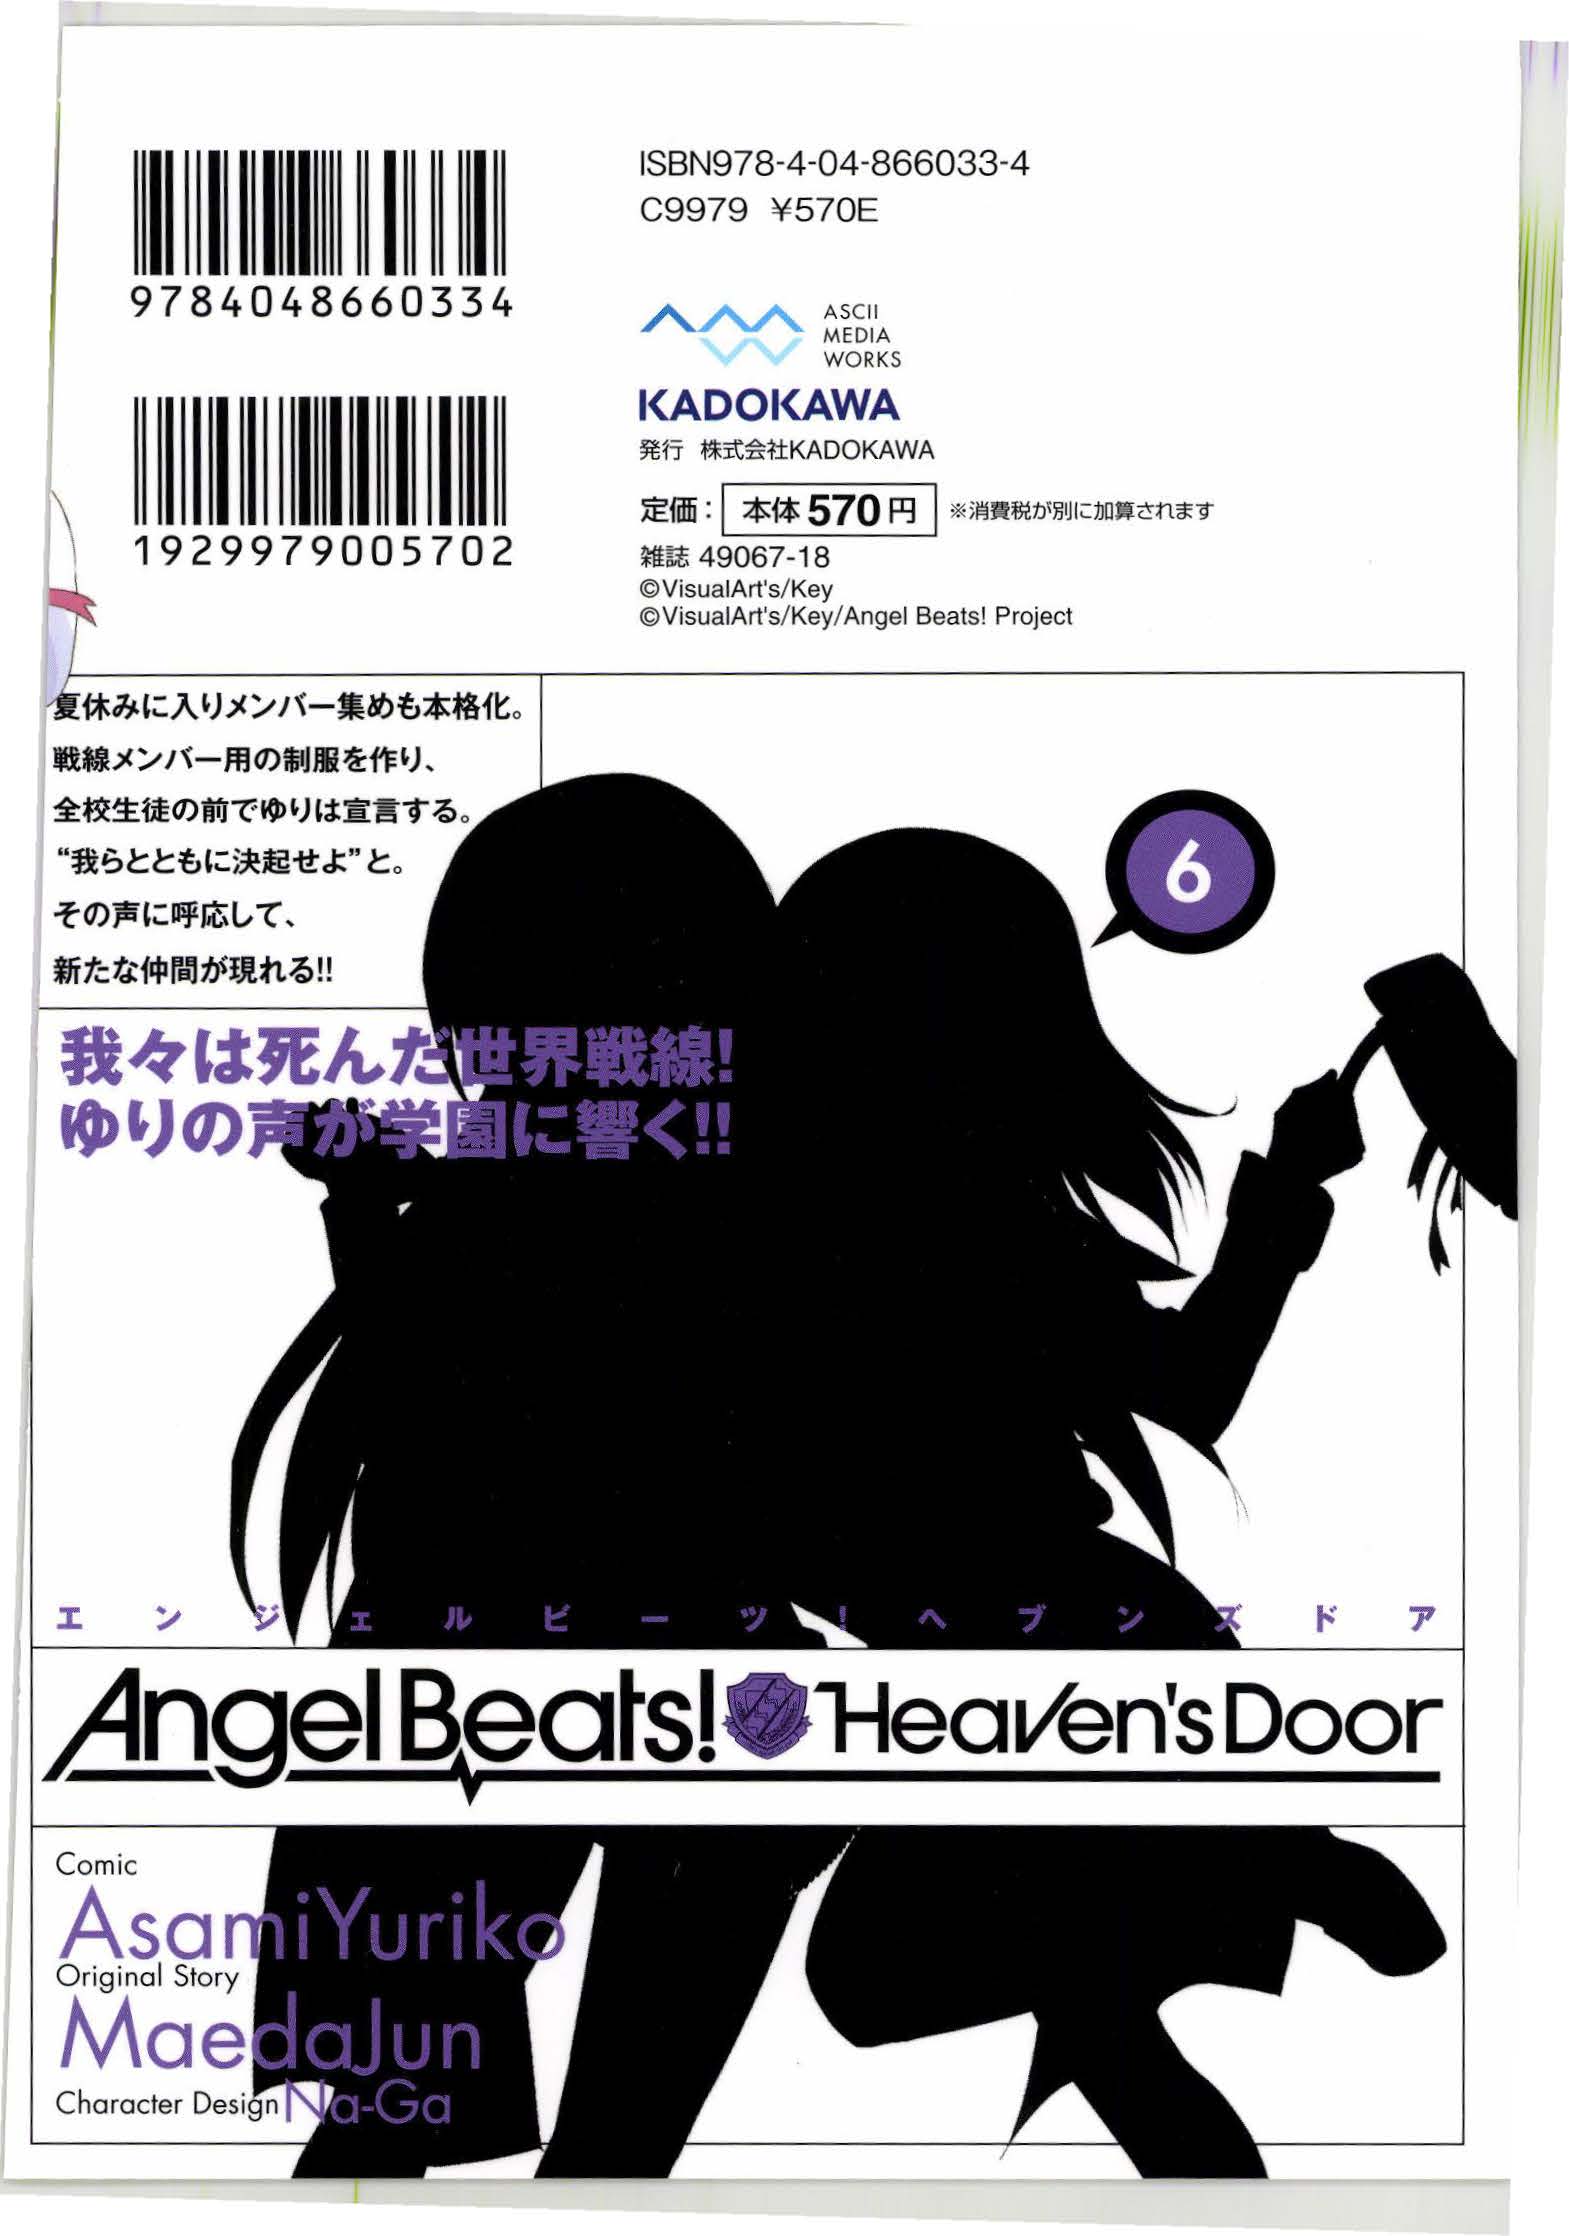 9784048660334
1929979005702
ISBN978-4-04-866033-4
C9979 ¥570E
ASCII
MEDIA
WORKS
KADOKAWA
発行 株式会社KADOKAWA
定価：本体570円 ※消費税が別に加算されます
雑誌 49067-18
©VisualArt's/Key
©VisualArt's/Key/Angel Beats! Project
夏休みに入りメンバー集めも本格化。
戦線メンバー用の制服を作り、
全校生徒の前でゆりは宣言する。
“我らとともに決起せよ”と。
その声に呼応して、
新たな仲間が現れる!!
6
我々は死んだ世界戦線!
ゆりの声が学園に響く!!
エンジェルビーツ!ヘブンズドア
Angel Beats! Heaven's Door
Comic
AsamiYuriko
Original Story
MaedaJun
Character Design Na-Ga